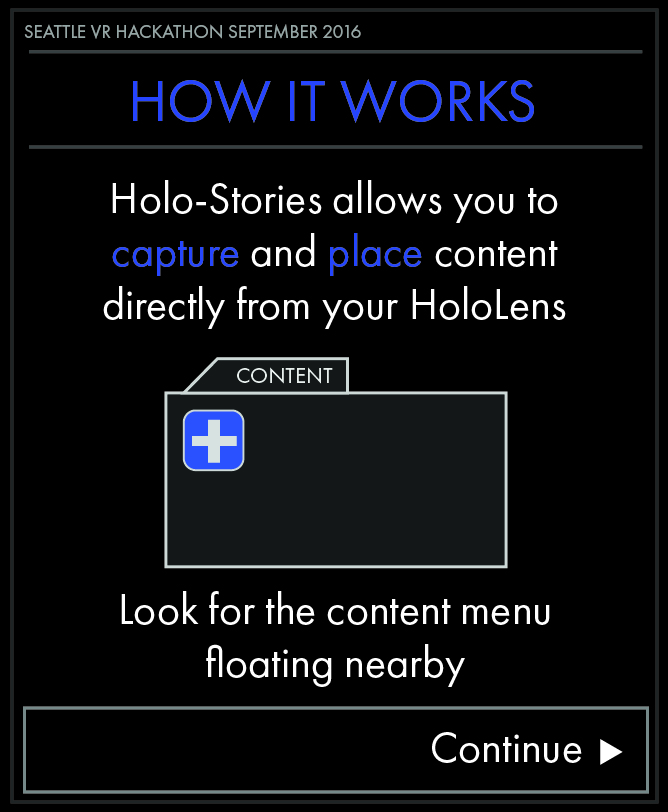 SEATTLE VR HACKATHON SEPTEMBER 2016
HOW IT WORKS
Holo-Stories allows you to
capture and place content
directly from your HoloLens
CONTENT
Look for the content menu
floating nearby
Continue